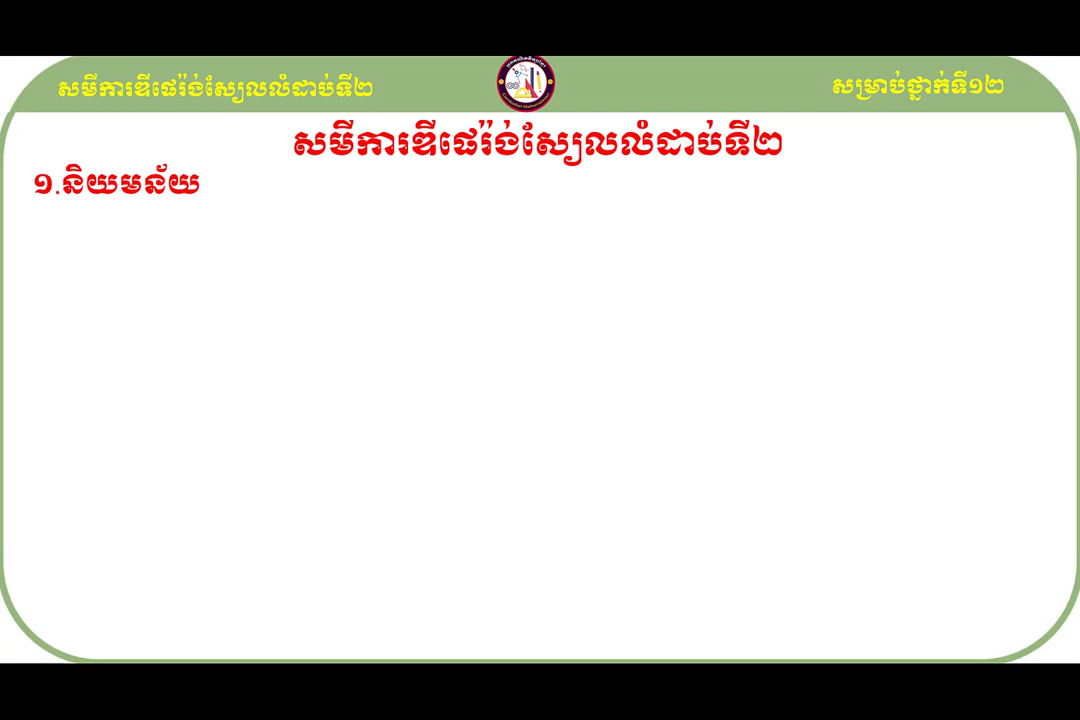 សមីការឌីផេរ៉ង់ស្យែលលំដាប់ទី២
សម្រាប់ថ្នាក់ទី១២
សមីការឌីផេរ៉ង់ស្យែលលំដាប់ទី២
១.និយមន័យ